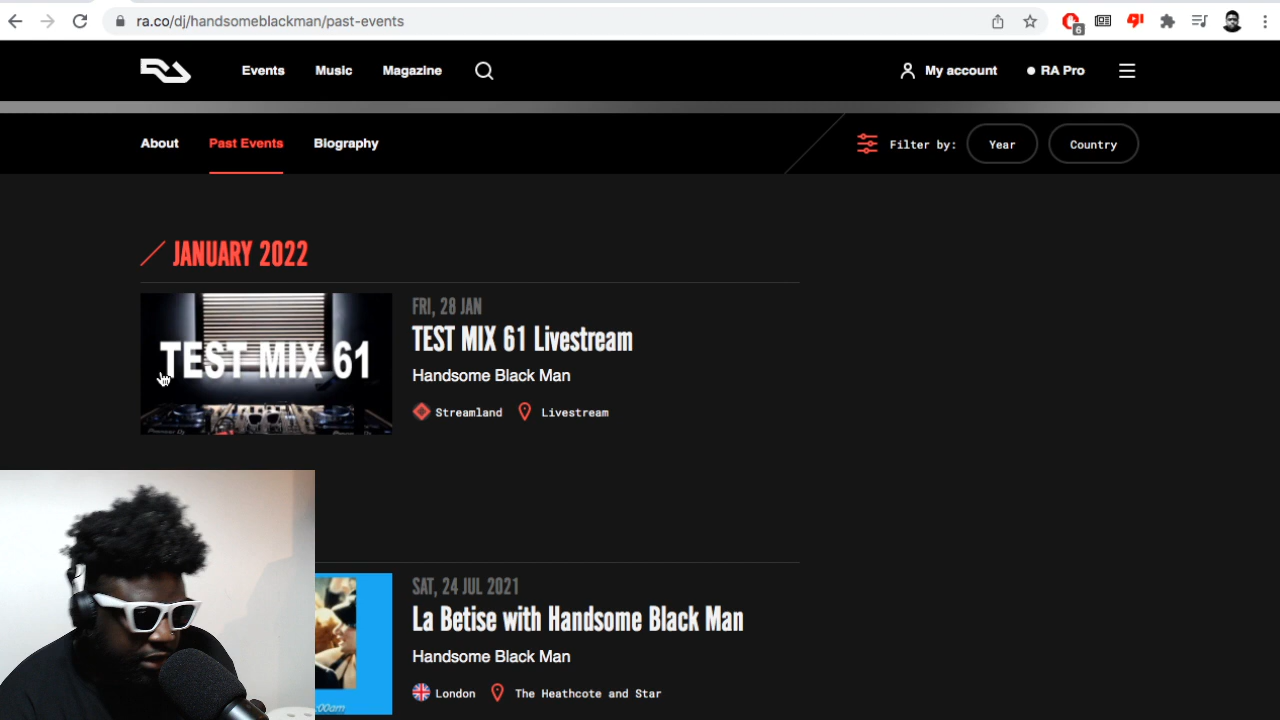 ra.co/dj/handsomeblackman/past-events
6
Events Music Magazine
My account RA Pro
About Past Events Biography
Filter by: Year Country
JANUARY 2022
TEST MIX 61
FRI, 28 JAN
TEST MIX 61 Livestream
Handsome Black Man
Streamland Livestream
SAT, 24 JUL 2021
La Betise with Handsome Black Man
Handsome Black Man
London The Heathcote and Star
:00am